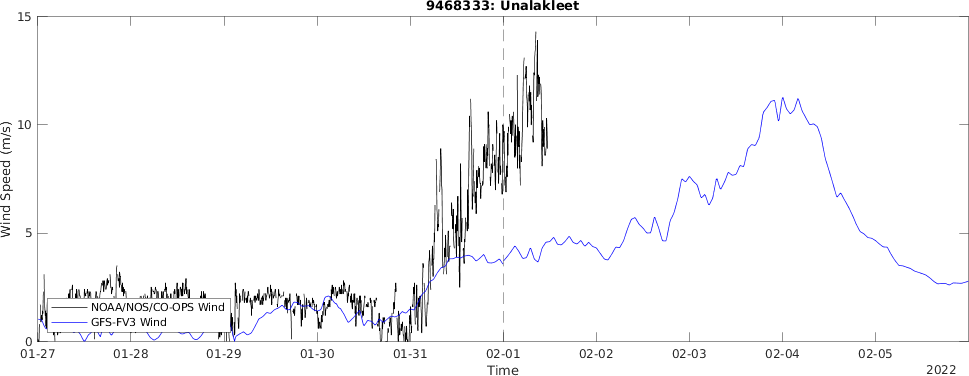 9468333: Unalakleet
15
10
5
0
Wind Speed (m/s)
NOAA/NOS/CO-OPS Wind
GFS-FV3 Wind
01-27 01-28 01-29 01-30 01-31 02-01 02-02 02-03 02-04 02-05
Time
2022